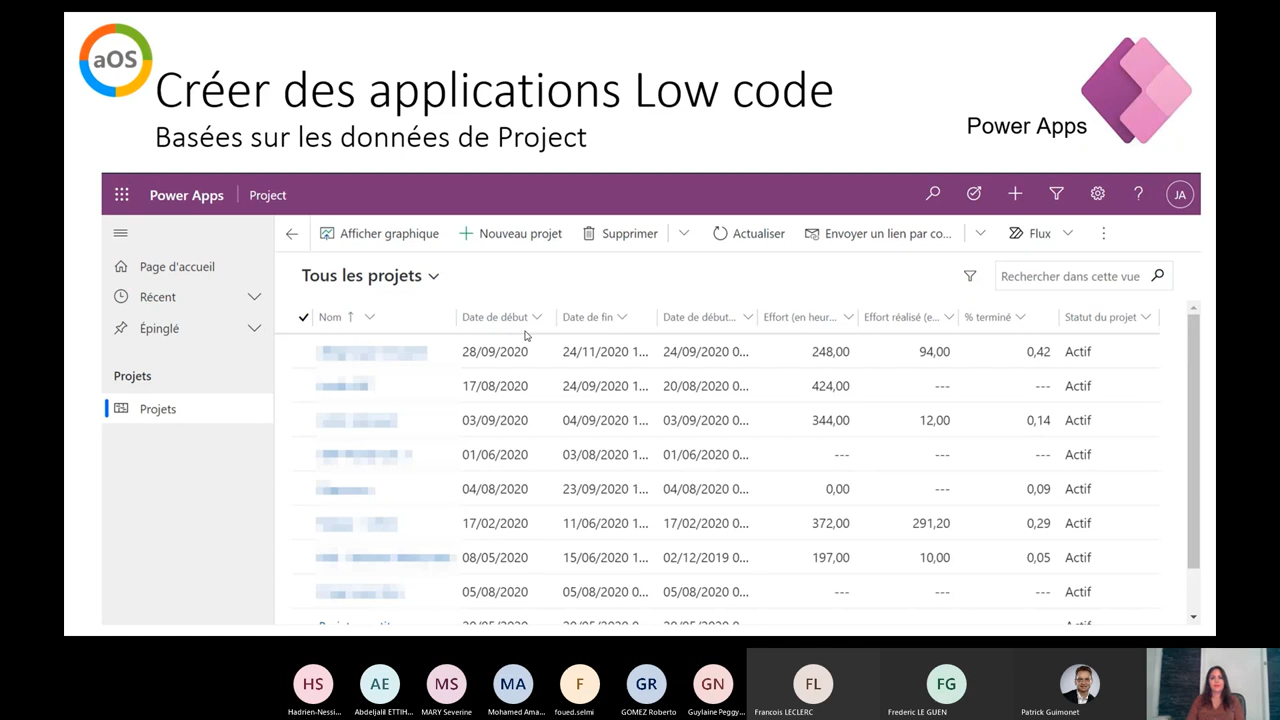 aOS
Créer des applications Low code
Basées sur les données de Project
Power Apps
Power Apps Project JA
Afficher graphique Nouveau projet Supprimer Actualiser Envoyer un lien par co... Flux
Page d'accueil
Récent
Épinglé
Projets
Projets
Tous les projets Rechercher dans cette vue
Nom Date de début Date de fin Date de début... Effort (en heur... Effort réalisé (e... % terminé Statut du projet
28/09/2020 24/11/2020 1... 24/09/2020 0... 248,00 94,00 0,42 Actif
17/08/2020 24/09/2020 1... 20/08/2020 0... 424,00 --- --- Actif
03/09/2020 04/09/2020 1... 03/09/2020 0... 344,00 12,00 0,14 Actif
01/06/2020 03/08/2020 1... 01/06/2020 0... --- --- --- Actif
04/08/2020 23/09/2020 1... 04/08/2020 0... 0,00 --- 0,09 Actif
17/02/2020 11/06/2020 1... 17/02/2020 0... 372,00 291,20 0,29 Actif
08/05/2020 15/06/2020 1... 02/12/2019 0... 197,00 10,00 0,05 Actif
05/08/2020 05/08/2020 0... 05/08/2020 0... --- --- --- Actif
HS AE MS MA F GR GN FL FG
Hadrien-Nessi... Abdeljalil ETTIH... MARY Severine Mohamed Ama... foued.selmi GOMEZ Roberto Guylaine Peggy... Francois LECLERC Frederic LE GUEN Patrick Guimonet